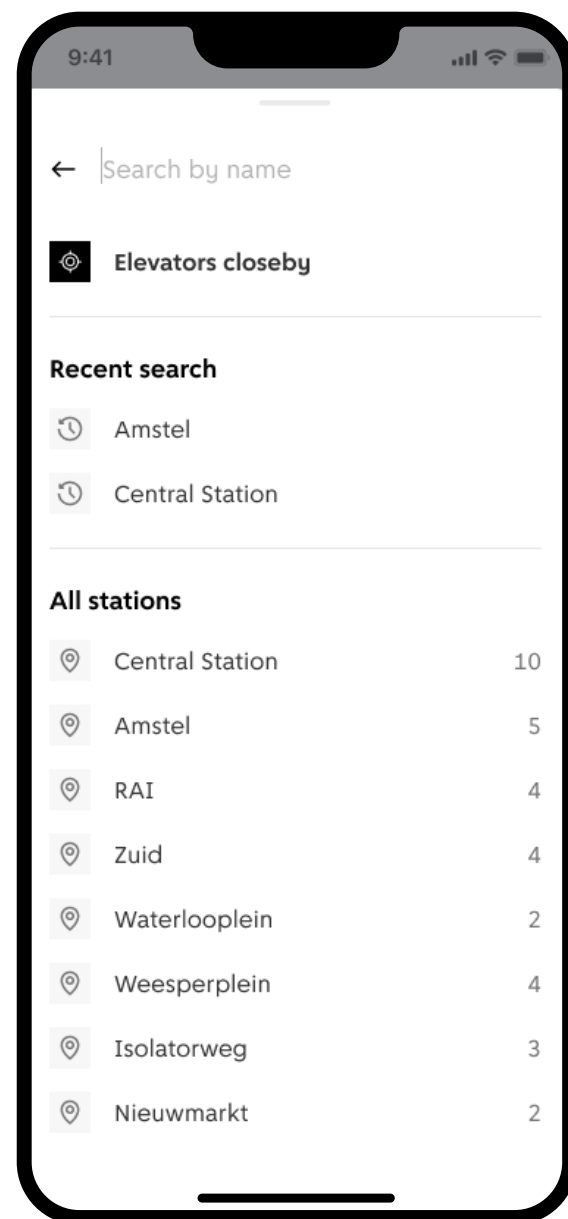 9:41
Search by name
Elevators closeby
Recent search
Amstel
Central Station
All stations
Central Station 10
Amstel 5
RAI 4
Zuid 4
Waterlooplein 2
Weesperplein 4
Isolatorweg 3
Nieuwmarkt 2